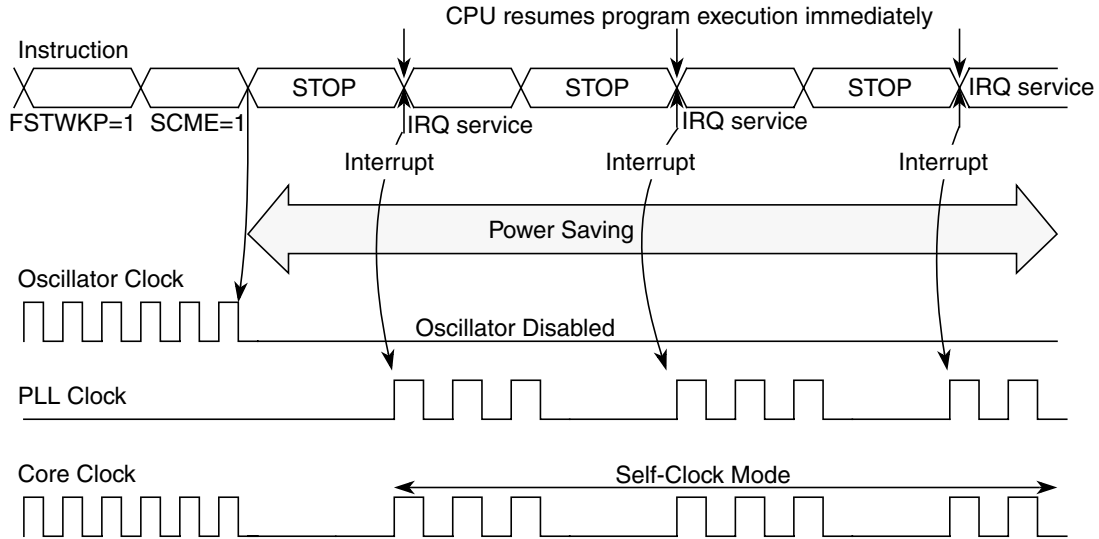 CPU resumes program execution immediately
Instruction
STOP
STOP
STOP
IRQ service
FSTWKP=1
SCME=1
IRQ service
IRQ service
Interrupt
Interrupt
Interrupt
Power Saving
Oscillator Clock
Oscillator Disabled
PLL Clock
Core Clock
Self-Clock Mode